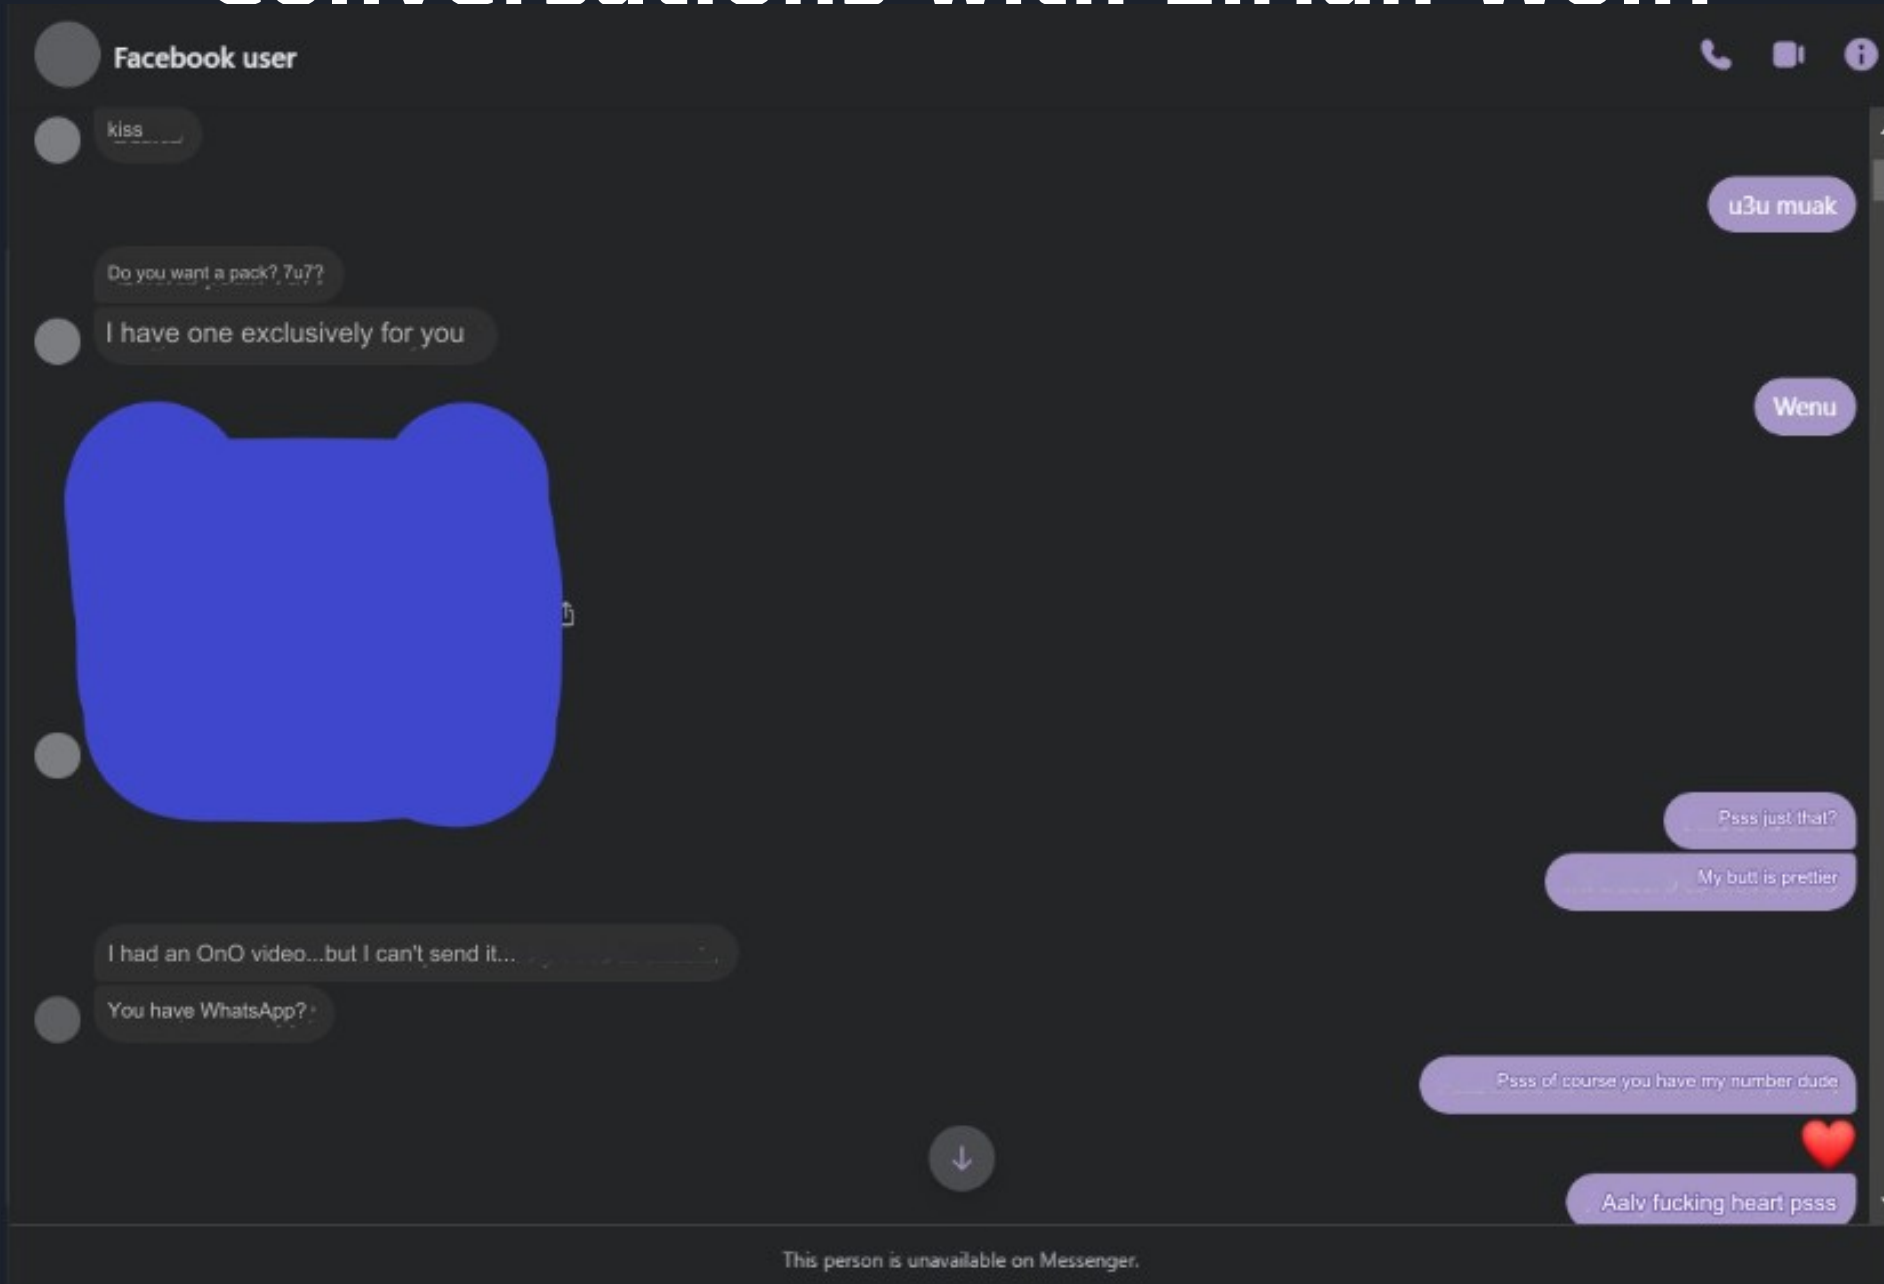 Conversations with
Facebook user
kiss
u3u muak
Do you want a pack? 7u7?
I have one exclusively for you
Wenu
Psss just that?
My butt is prettier
I had an OnO video...but I can't send it...
You have WhatsApp?
Psss of course you have my number dude
Aalv fucking heart psss
This person is unavailable on Messenger.